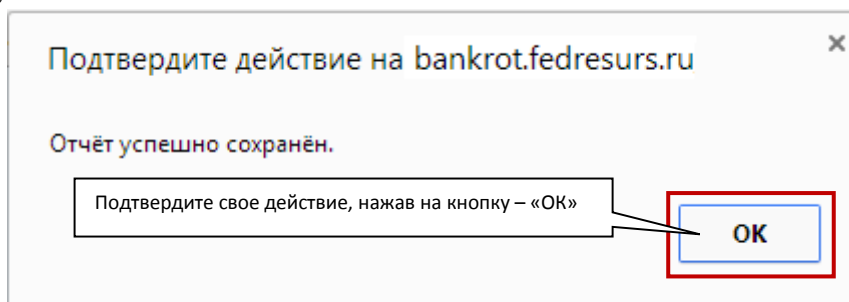 Подтвердите действие на bankrot.fedresurs.ru
Отчёт успешно сохранён.
Подтвердите свое действие, нажав на кнопку – «ОК»
ОК